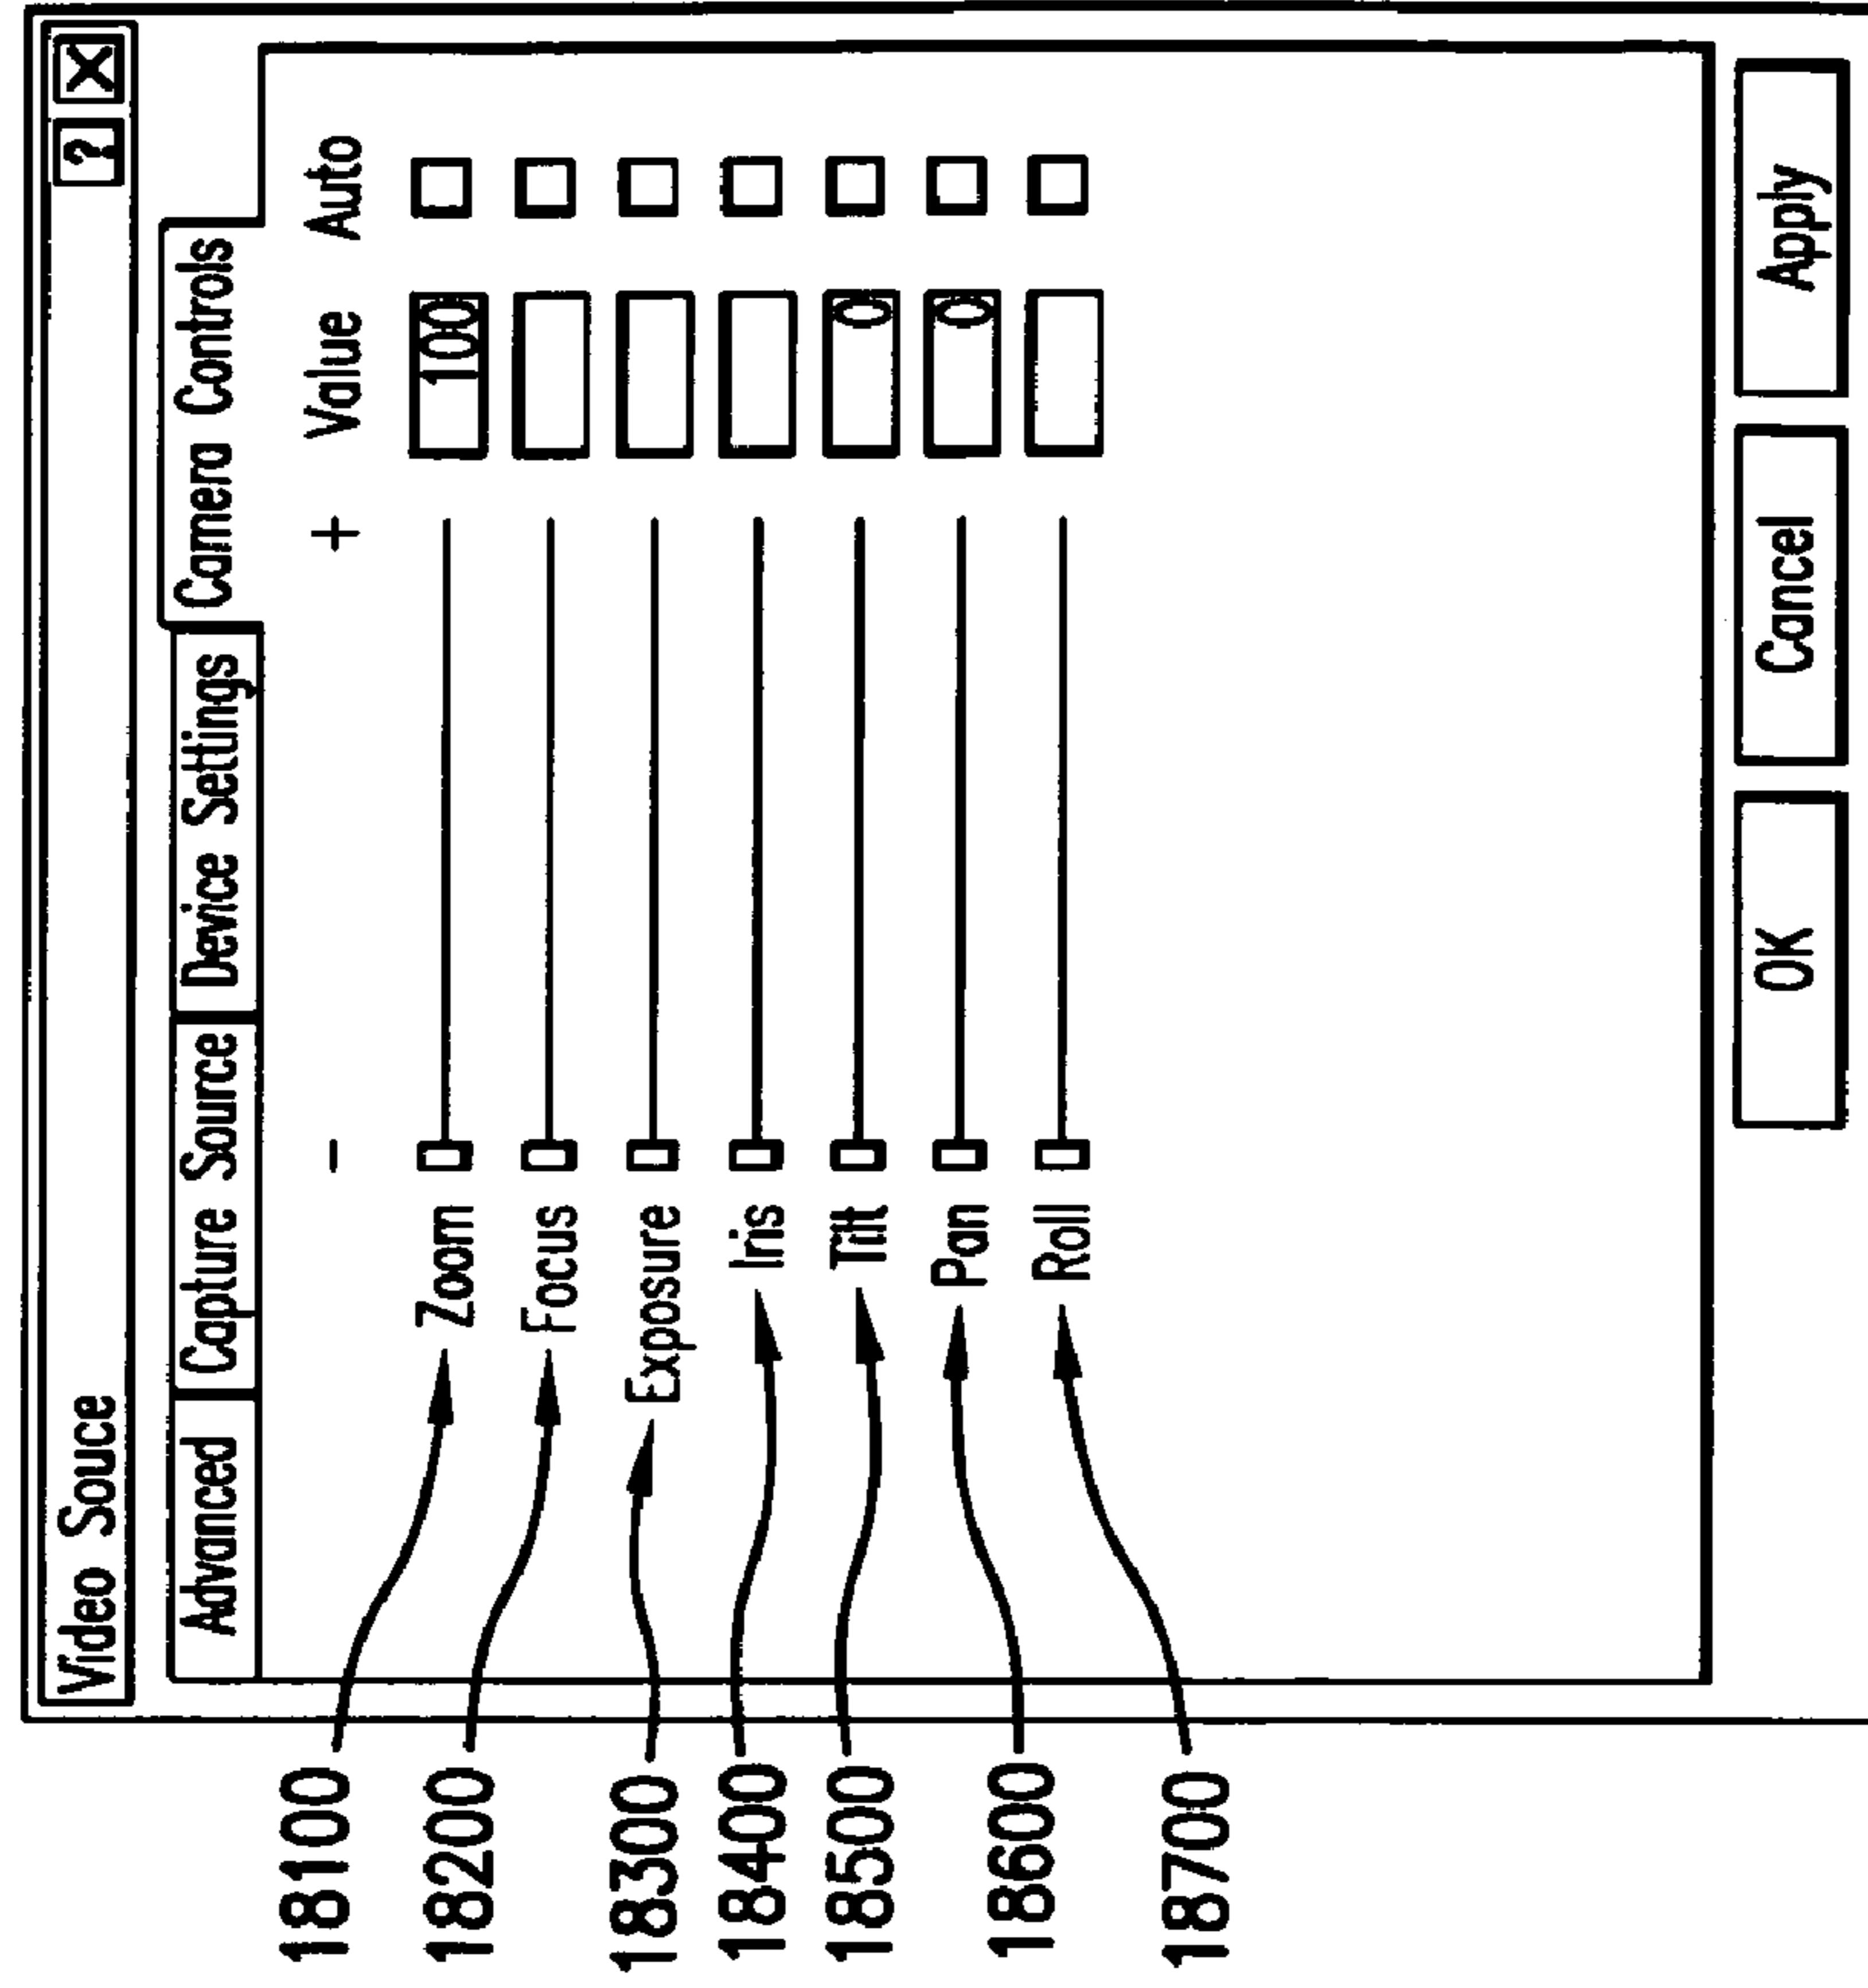 Video Souce ? X
Advanced Capture Source Device Settings Camera Controls
- + Value Auto
18100 Zoom 100
18200 Focus
18300 Exposure
18400 Iris
18500 Tilt 0
18600 Pan 0
18700 Roll
OK Cancel Apply